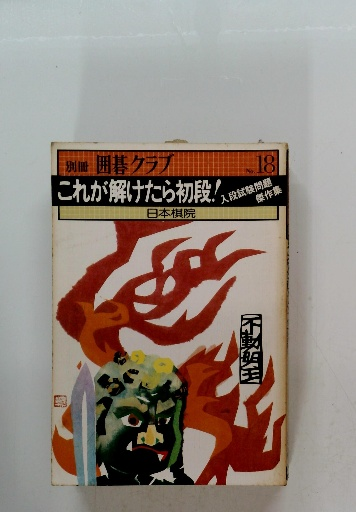 別冊 囲碁クラブ No.18
これが解けたら初段!
入段試験問題
傑作集
日本棋院
不動明王